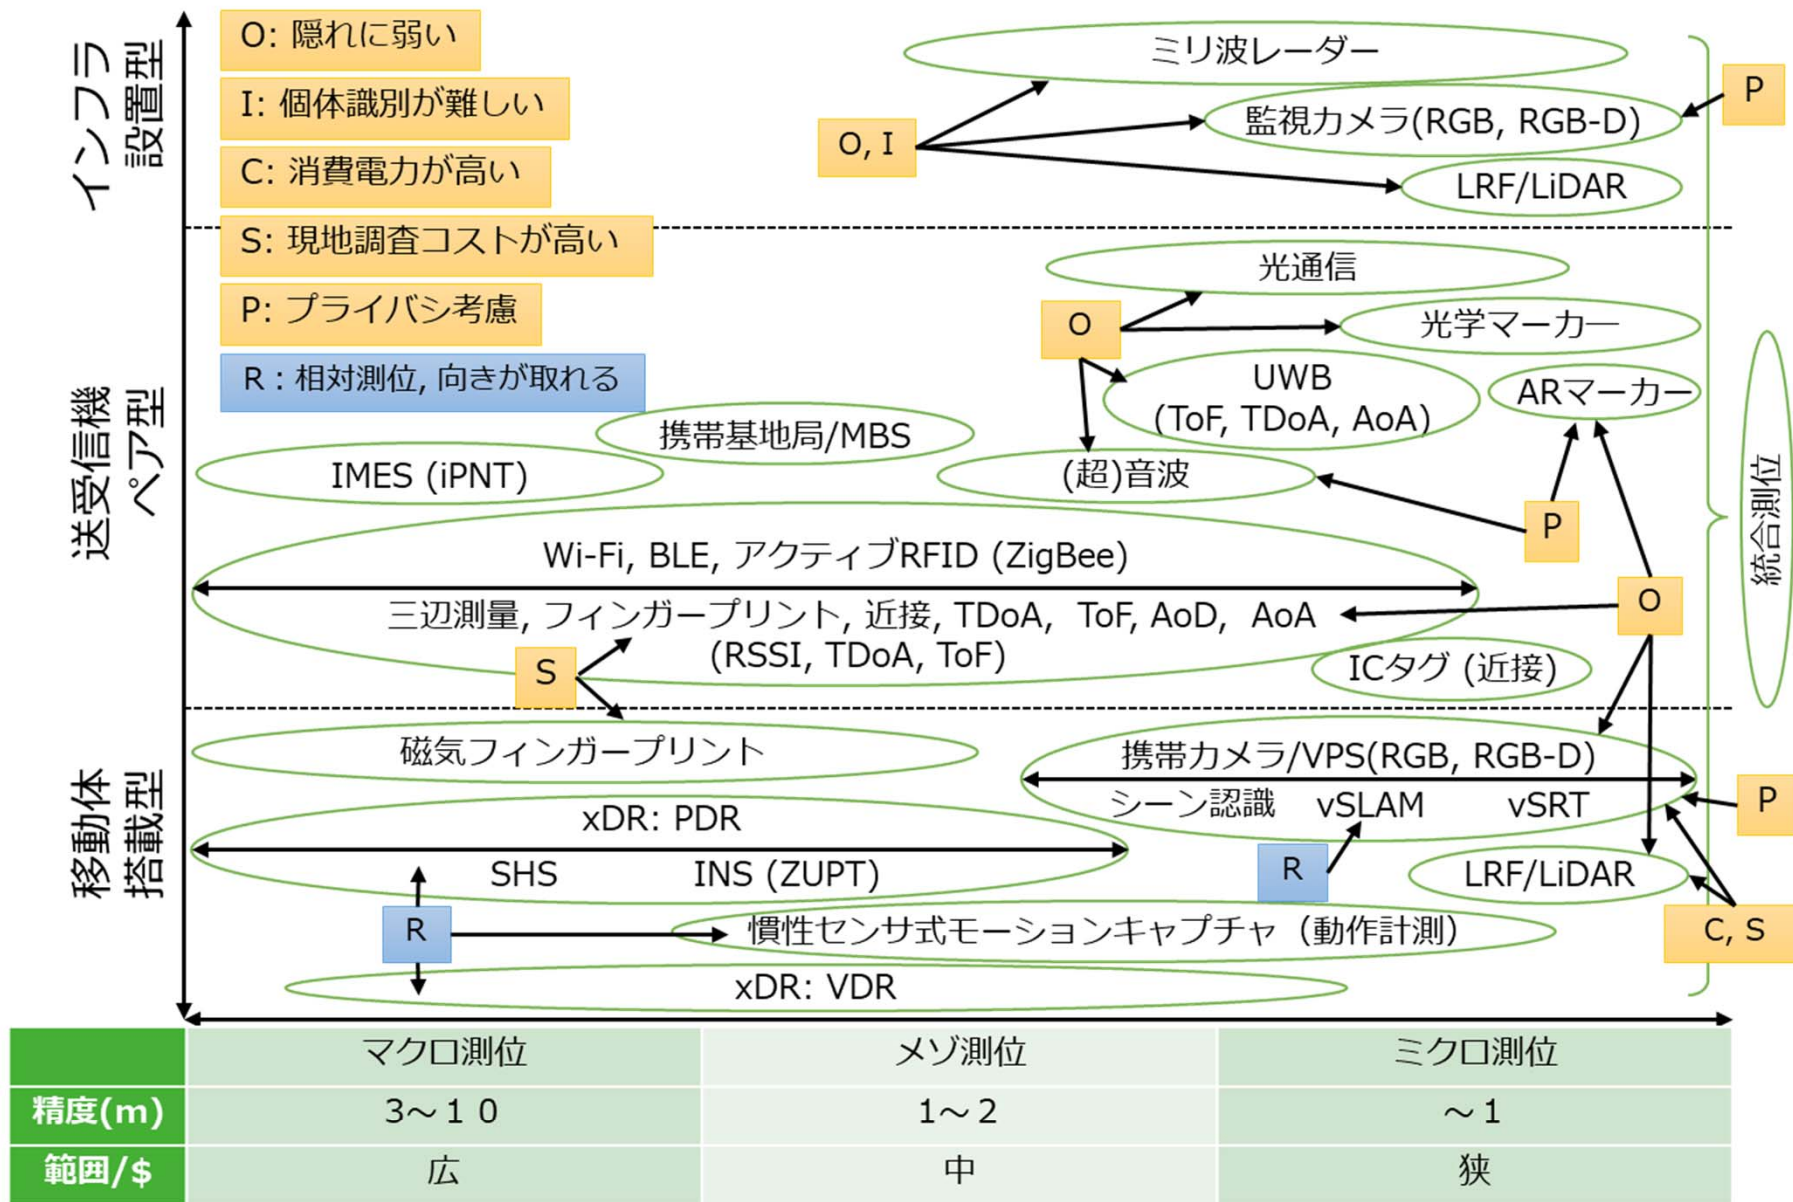 インフラ
設置型
O: 隠れに弱い
I: 個体識別が難しい
C: 消費電力が高い
S: 現地調査コストが高い
P: プライバシ考慮
R：相対測位, 向きが取れる
ミリ波レーダー
P
O, I
監視カメラ(RGB, RGB-D)
LRF/LiDAR
送受信機
ペア型
光通信
O
光学マーカー
UWB
(ToF, TDoA, AoA)
ARマーカー
携帯基地局/MBS
IMES (iPNT)
(超)音波
P
統合測位
Wi-Fi, BLE, アクティブRFID (ZigBee)
O
三辺測量, フィンガープリント, 近接, TDoA, ToF, AoD, AoA
(RSSI, TDoA, ToF)
S
ICタグ (近接)
移動体
搭載型
磁気フィンガープリント
携帯カメラ/VPS(RGB, RGB-D)
シーン認識 vSLAM vSRT
P
xDR: PDR
SHS INS (ZUPT)
R
LRF/LiDAR
R
慣性センサ式モーションキャプチャ（動作計測）
C, S
xDR: VDR
マクロ測位 メゾ測位 ミクロ測位
精度(m) 3～１０ 1～２ ～１
範囲/$ 広 中 狭